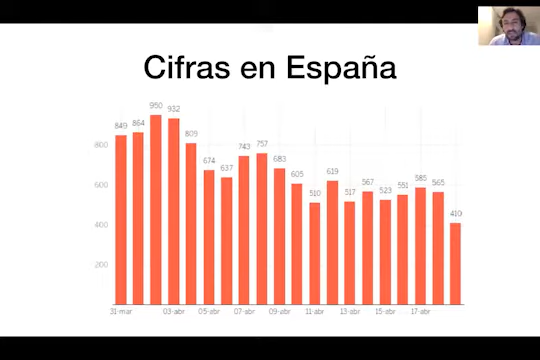 Cifras en España
950
932
849
864
809
800
743
757
674
683
637
605
619
600
567
585
565
510
517
523
551
400
410
200
31-mar
03-abr
05-abr
07-abr
09-abr
11-abr
13-abr
15-abr
17-abr